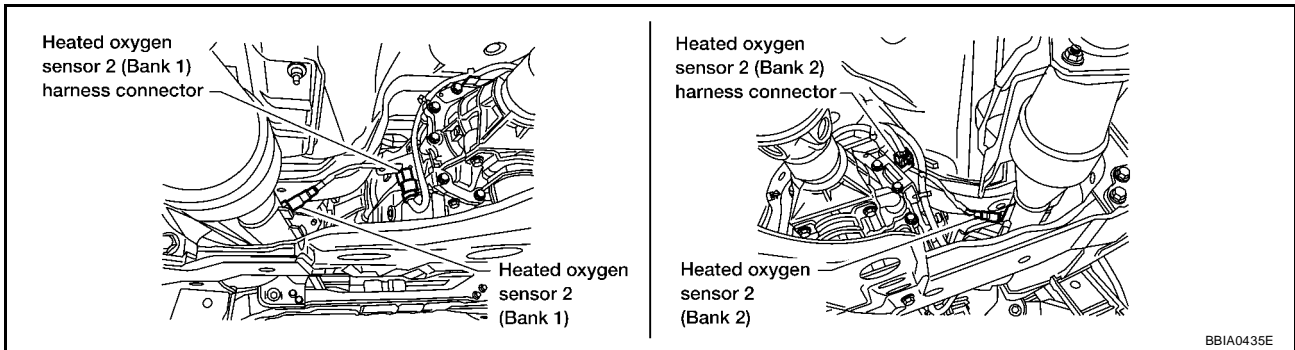 Heated oxygen
sensor 2 (Bank 1)
harness connector
Heated oxygen
sensor 2
(Bank 1)
Heated oxygen
sensor 2 (Bank 2)
harness connector
Heated oxygen
sensor 2
(Bank 2)
BBIA0435E